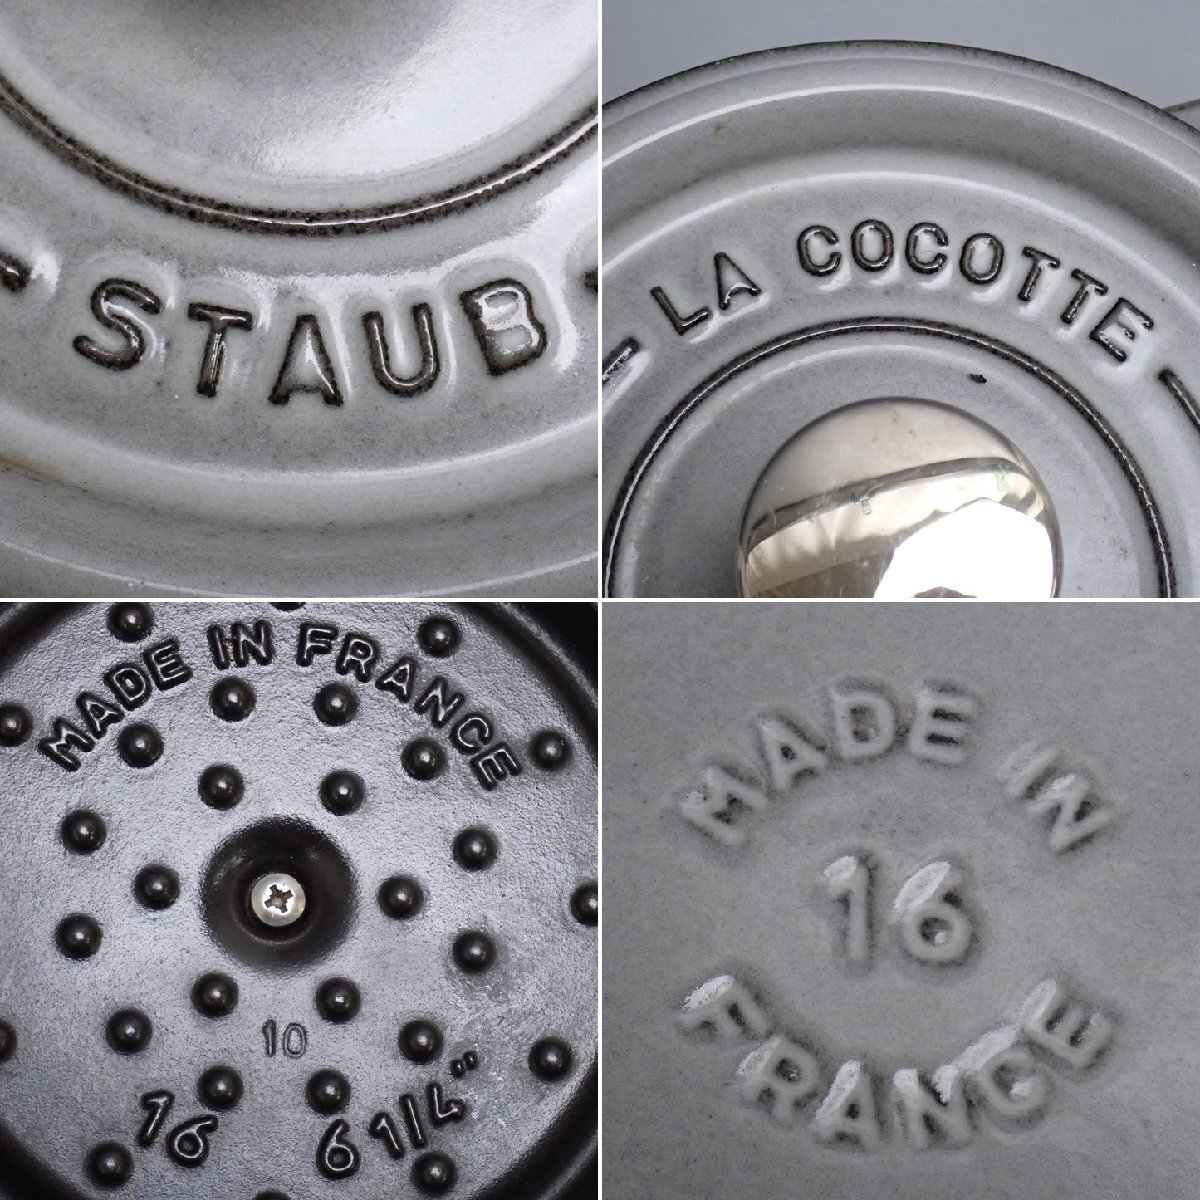 STAUB
LA COCOTTE
MADE IN FRANCE
10
16 6 1/4"
MADE IN
16
FRANCE